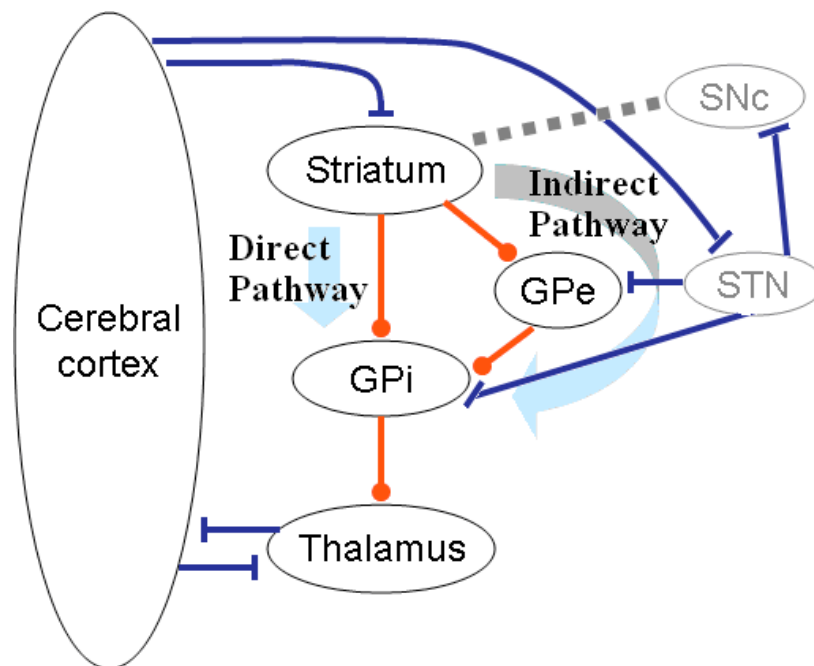 SNc
Striatum
Indirect
Pathway
Direct
Pathway
GPe
STN
Cerebral
cortex
GPi
Thalamus